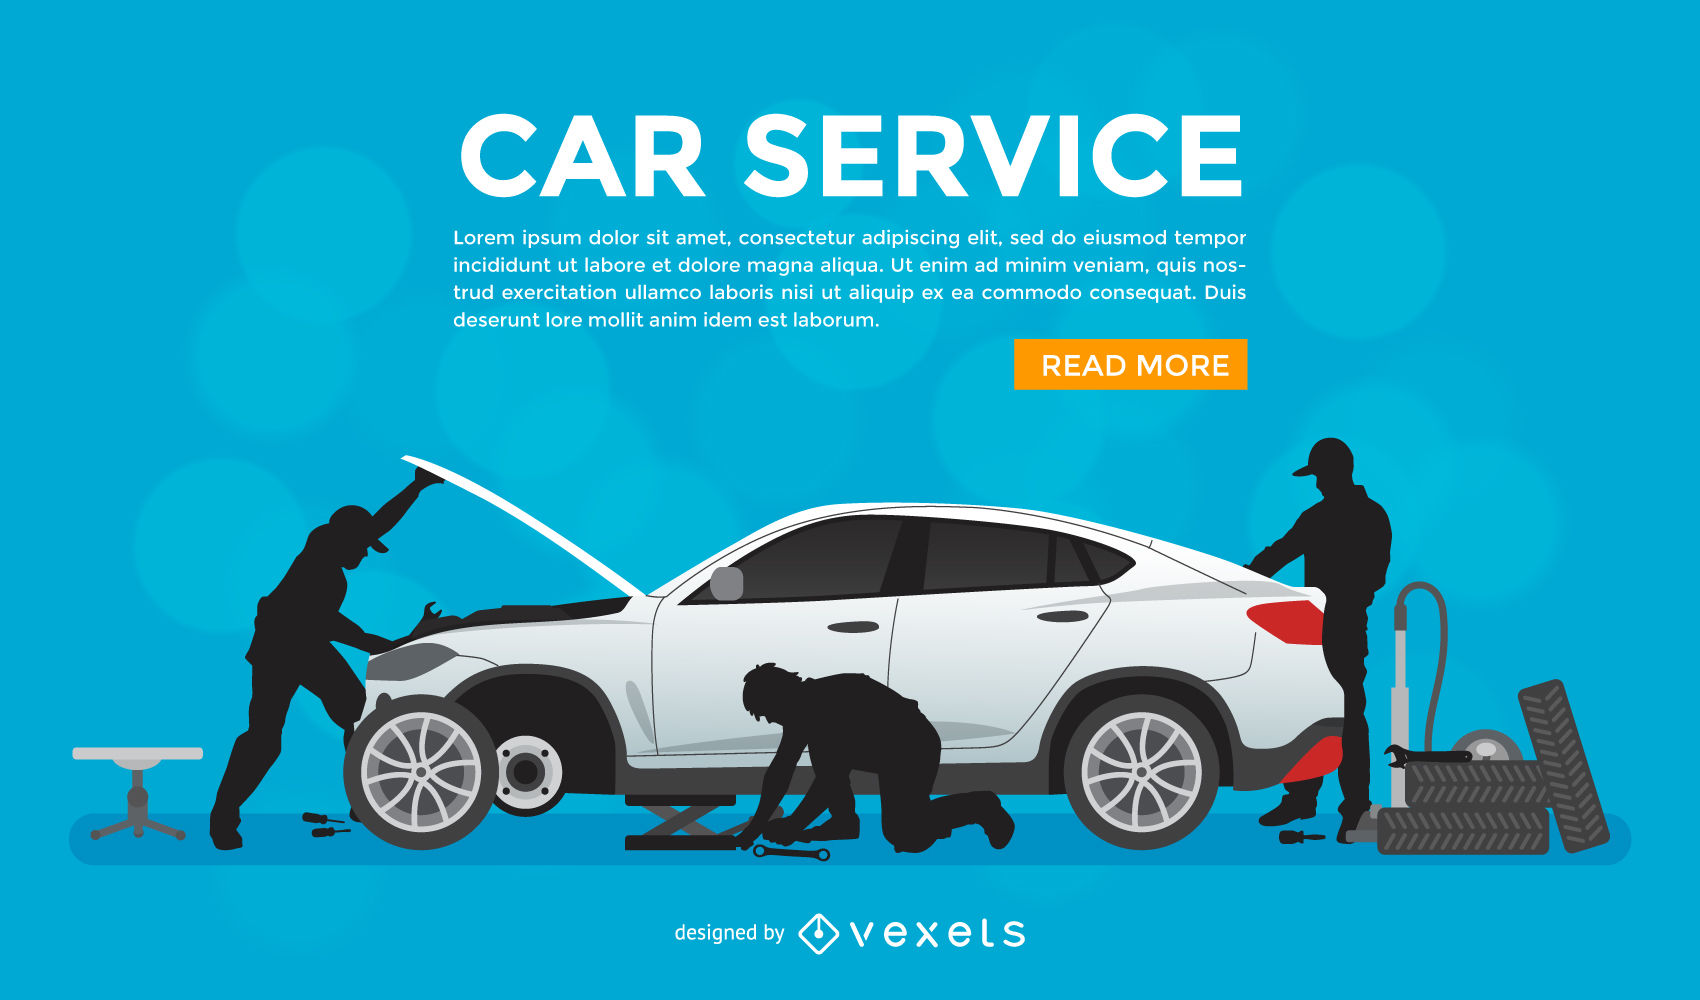 CAR SERVICE
Lorem ipsum dolor sit amet, consectetur adipiscing elit, sed do eiusmod tempor
incididunt ut labore et dolore magna aliqua. Ut enim ad minim veniam, quis nos-
trud exercitation ullamco laboris nisi ut aliquip ex ea commodo consequat. Duis
deserunt lore mollit anim idem est laborum.
READ MORE
designed by vexels